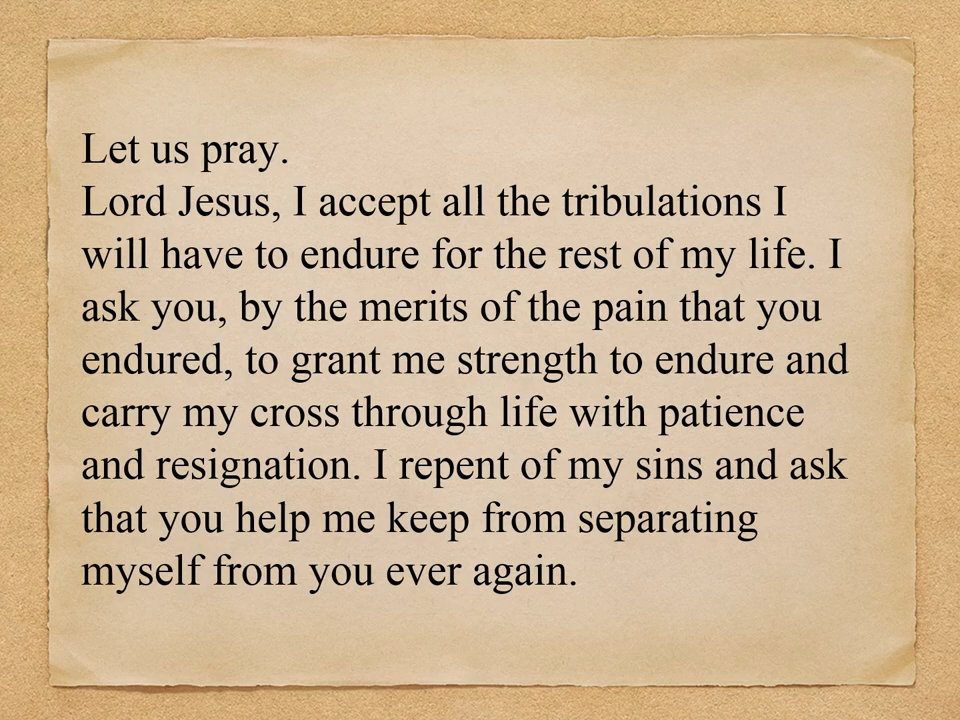 Let us pray.
Lord Jesus, I accept all the tribulations I
will have to endure for the rest of my life. I
ask you, by the merits of the pain that you
endured, to grant me strength to endure and
carry my cross through life with patience
and resignation. I repent of my sins and ask
that you help me keep from separating
myself from you ever again.